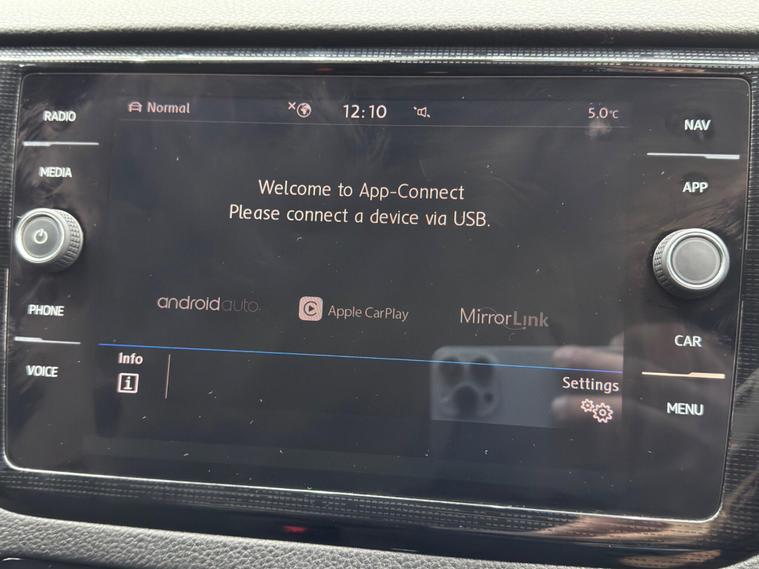 RADIO
MEDIA
PHONE
VOICE
Normal
12:10
5.0°C
Welcome to App-Connect
Please connect a device via USB.
androidauto
Apple CarPlay
MirrorLink
Info
i
Settings
NAV
APP
CAR
MENU